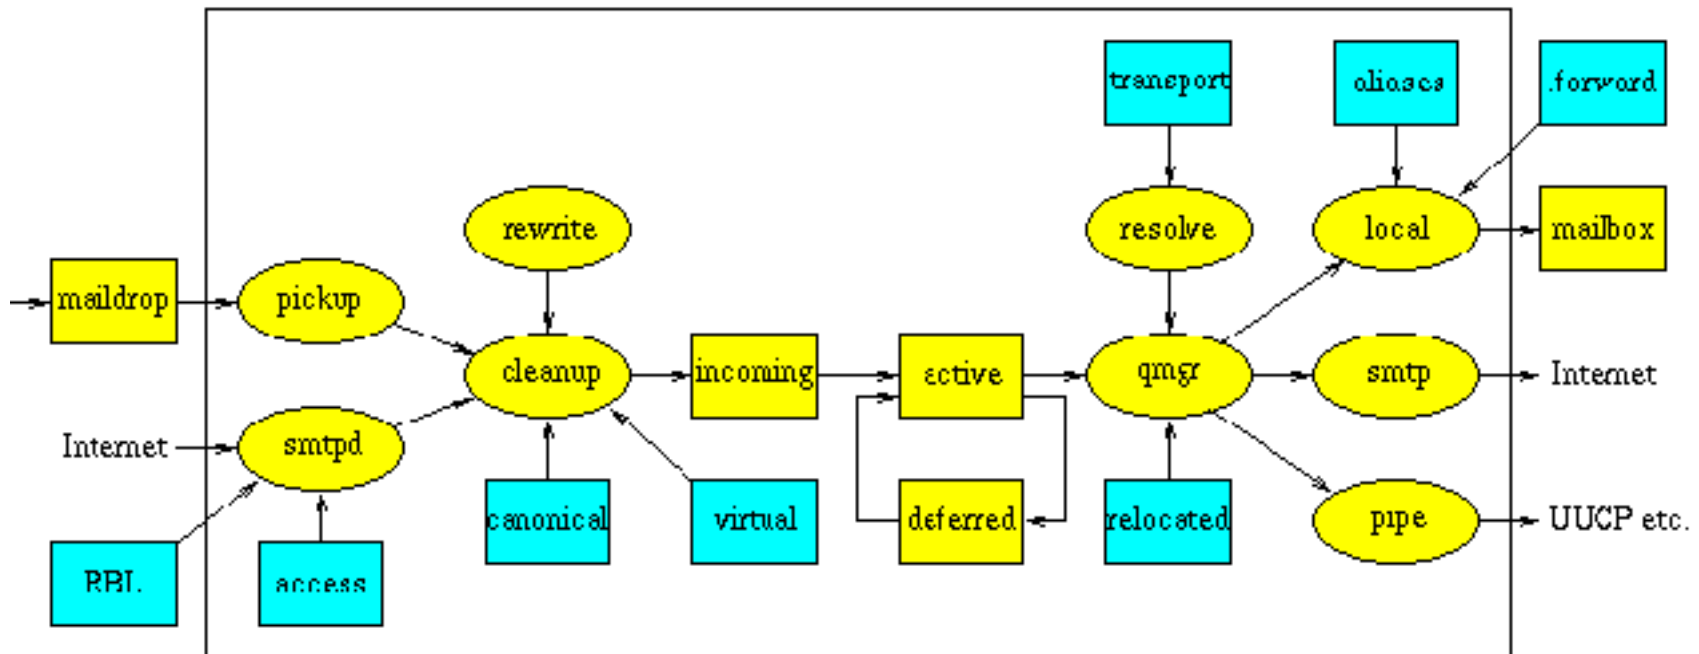 transport
aliases
.forward
rewrite
resolve
local
mailbox
maildrop
pickup
cleanup
incoming
active
qmgr
smtp
Internet
Internet
smtpd
canonical
virtual
deferred
relocated
pipe
UUCP etc.
RBL
access